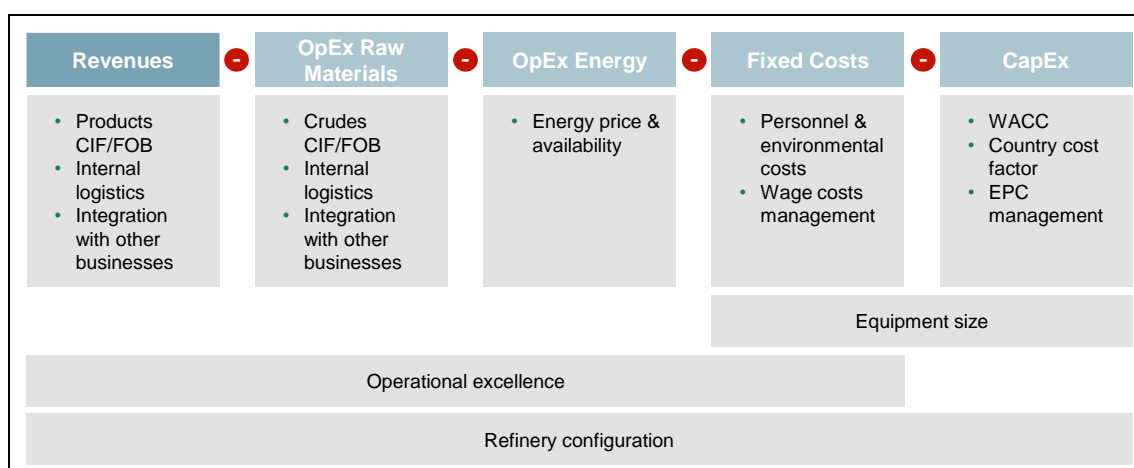 Revenues
-
OpEx Raw
Materials
-
OpEx Energy
-
Fixed Costs
-
CapEx
• Products
CIF/FOB
• Internal
logistics
• Integration
with other
businesses
• Crudes
CIF/FOB
• Internal
logistics
• Integration
with other
businesses
• Energy price &
availability
• Personnel &
environmental
costs
• Wage costs
management
• WACC
• Country cost
factor
• EPC
management
Equipment size
Operational excellence
Refinery configuration